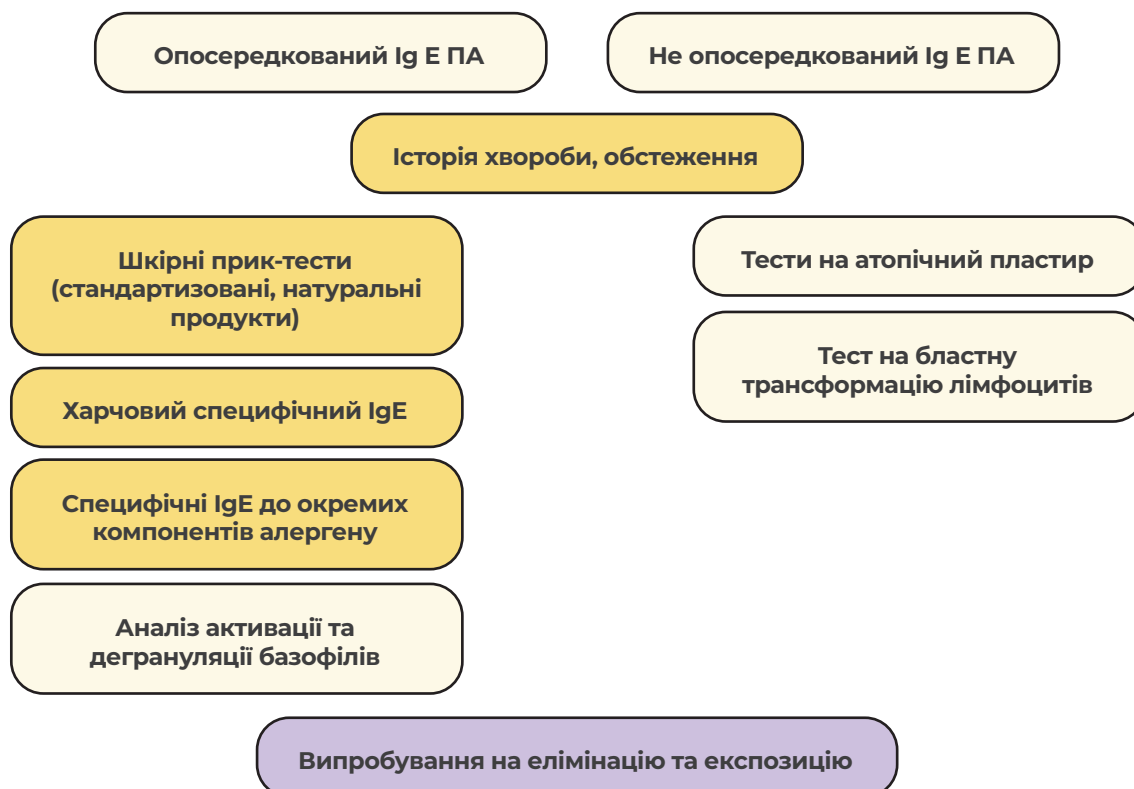 Опосередкований Ig E ПА
Не опосередкований Ig E ПА
Історія хвороби, обстеження
Шкірні прик-тести
(стандартизовані, натуральні
продукти)
Харчовий специфічний IgE
Специфічні IgE до окремих
компонентів алергену
Аналіз активації та
дегрануляції базофілів
Тести на атопічний пластир
Тест на бластну
трансформацію лімфоцитів
Випробування на елімінацію та експозицію